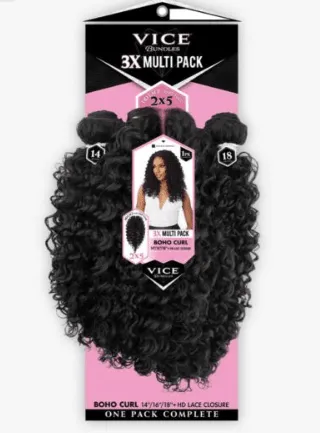 VICE
BUNDLES
3X MULTI PACK
2x5
14"
18"
3X MULTI PACK
BOHO CURL
2x5
VICE
BUNDLES
BOHO CURL 14"/16"/18"+ HD LACE CLOSURE
ONE PACK COMPLETE